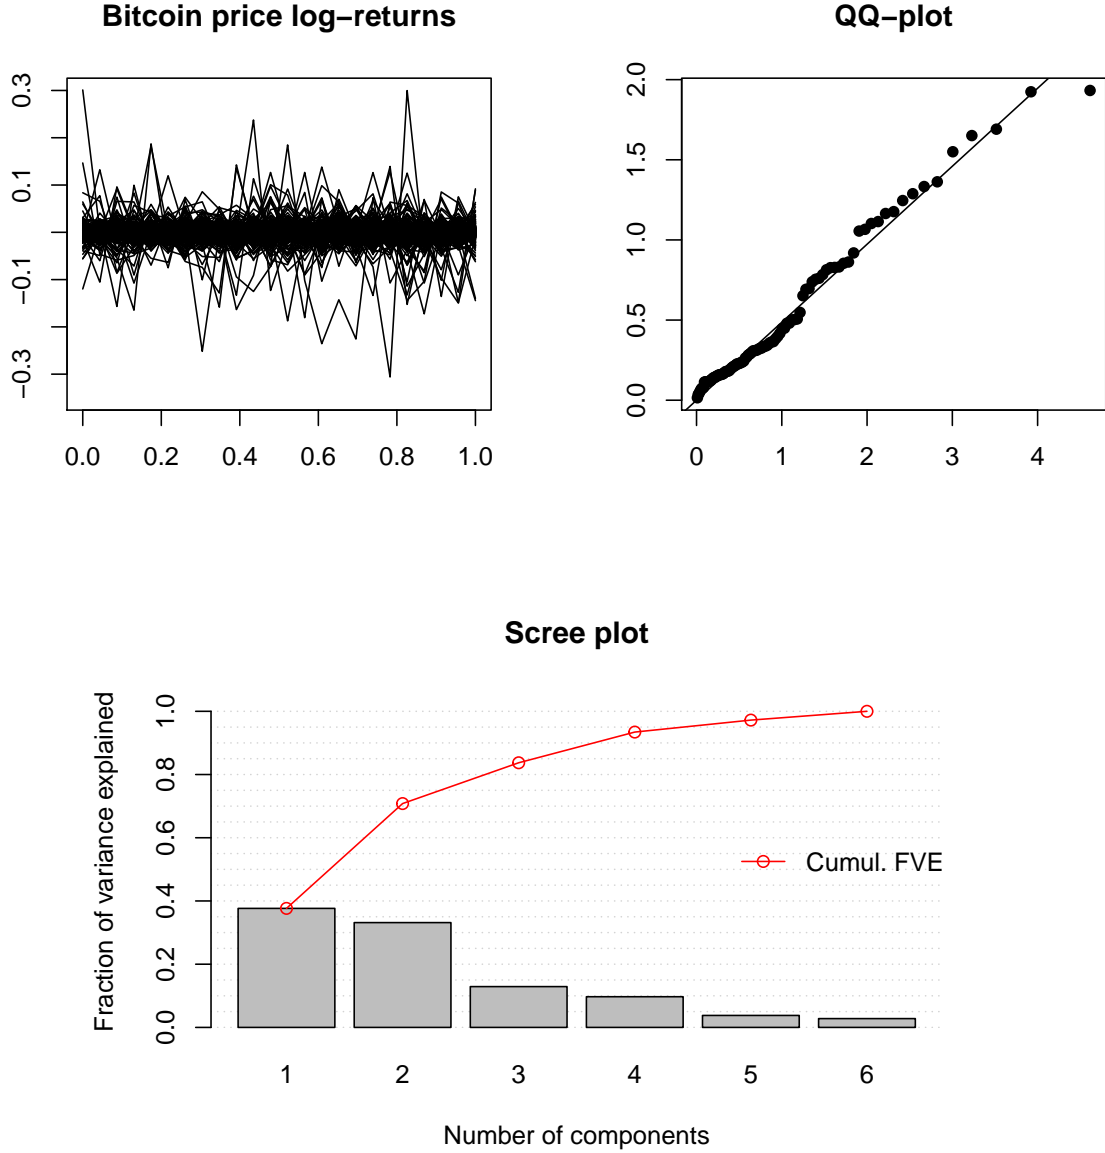 Bitcoin price log−returns
0.3
0.1
−0.1
−0.3
0.0 0.2 0.4 0.6 0.8 1.0
QQ−plot
2.0
1.5
1.0
0.5
0.0
0 1 2 3 4
Scree plot
Fraction of variance explained
1.0
0.8
0.6
0.4
0.2
0.0
Cumul. FVE
1 2 3 4 5 6
Number of components